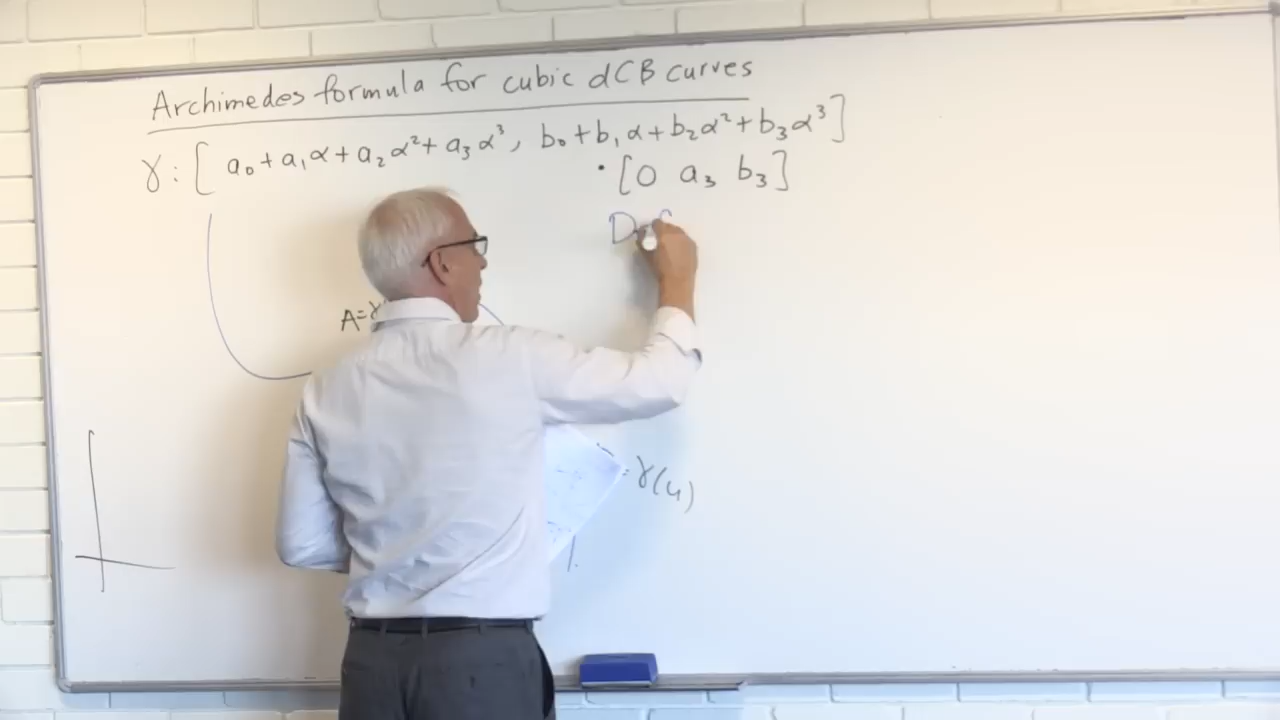 Archimedes formula for cubic dCB curves
γ: [a₀ + a₁α + a₂α² + a₃α³, b₀ + b₁α + b₂α² + b₃α³]
• [0 a₃ b₃]
A=γ
= γ(u)